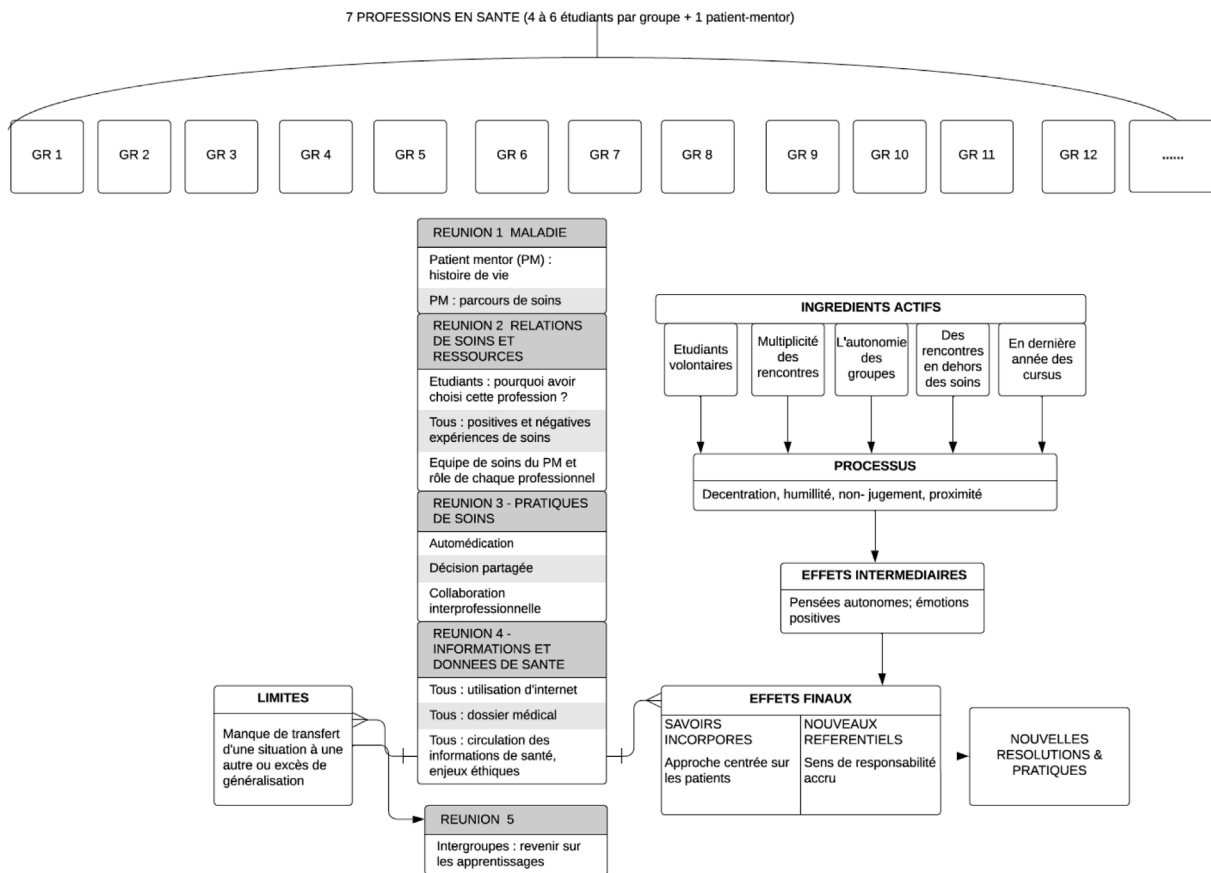 7 PROFESSIONS EN SANTE (4 à 6 étudiants par groupe + 1 patient-mentor)
GR 1
GR 2
GR 3
GR 4
GR 5
GR 6
GR 7
GR 8
GR 9
GR 10
GR 11
GR 12
......
REUNION 1 MALADIE
Patient mentor (PM) :
histoire de vie
PM : parcours de soins
REUNION 2 RELATIONS
DE SOINS ET
RESSOURCES
Etudiants : pourquoi avoir
choisi cette profession ?
Tous : positives et négatives
expériences de soins
Equipe de soins du PM et
rôle de chaque professionnel
REUNION 3 - PRATIQUES
DE SOINS
Automédication
Décision partagée
Collaboration
interprofessionnelle
REUNION 4 -
INFORMATIONS ET
DONNEES DE SANTE
Tous : utilisation d'internet
Tous : dossier médical
Tous : circulation des
informations de santé,
enjeux éthiques
REUNION 5
Intergroupes : revenir sur
les apprentissages
LIMITES
Manque de transfert
d'une situation à une
autre ou excès de
généralisation
INGREDIENTS ACTIFS
Etudiants
volontaires
Multiplicité
des
rencontres
L'autonomie
des
groupes
Des
rencontres
en dehors
des soins
En dernière
année des
cursus
PROCESSUS
Decentration, humillité, non- jugement, proximité
EFFETS INTERMEDIAIRES
Pensées autonomes; émotions
positives
EFFETS FINAUX
SAVOIRS
INCORPORES
Approche centrée sur
les patients
NOUVEAUX
REFERENTIELS
Sens de responsabilité
accru
NOUVELLES
RESOLUTIONS &
PRATIQUES